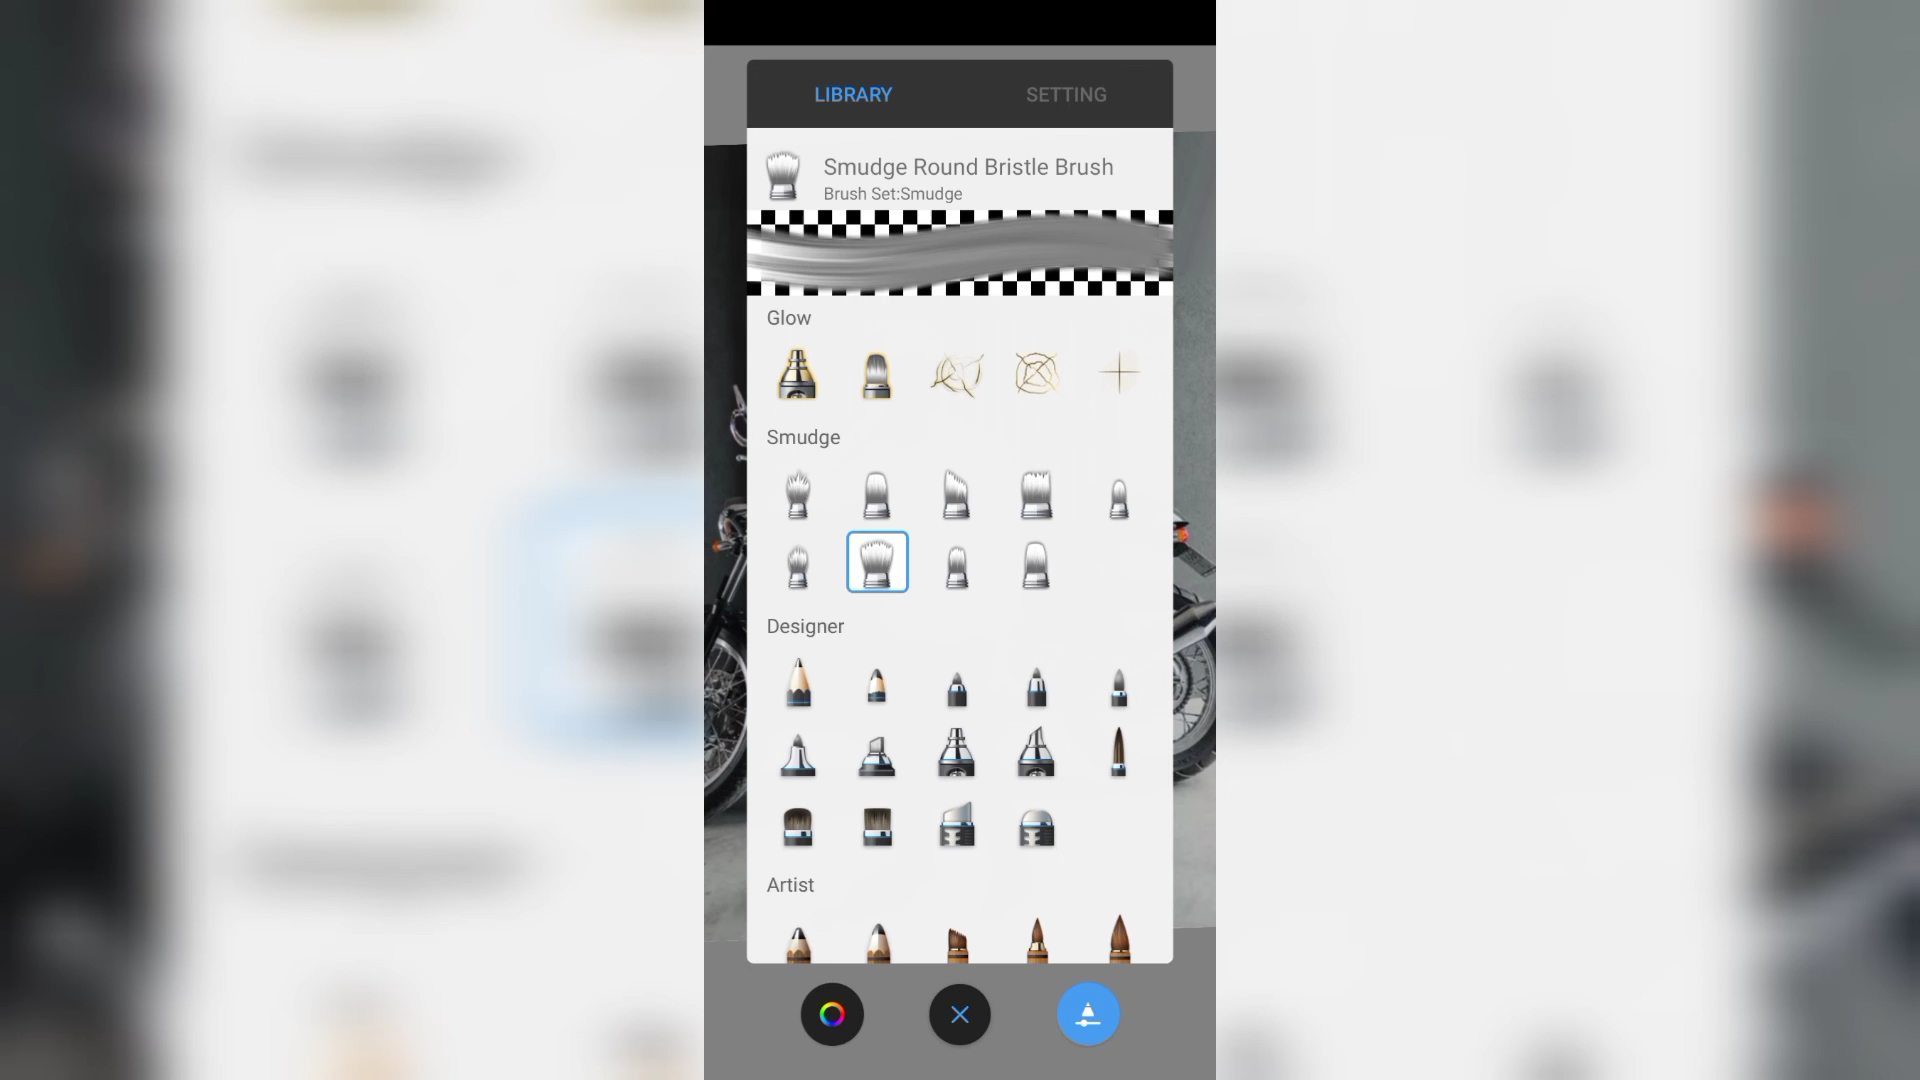 LIBRARY
SETTING
Smudge Round Bristle Brush
Brush Set:Smudge
Glow
Smudge
Designer
Artist